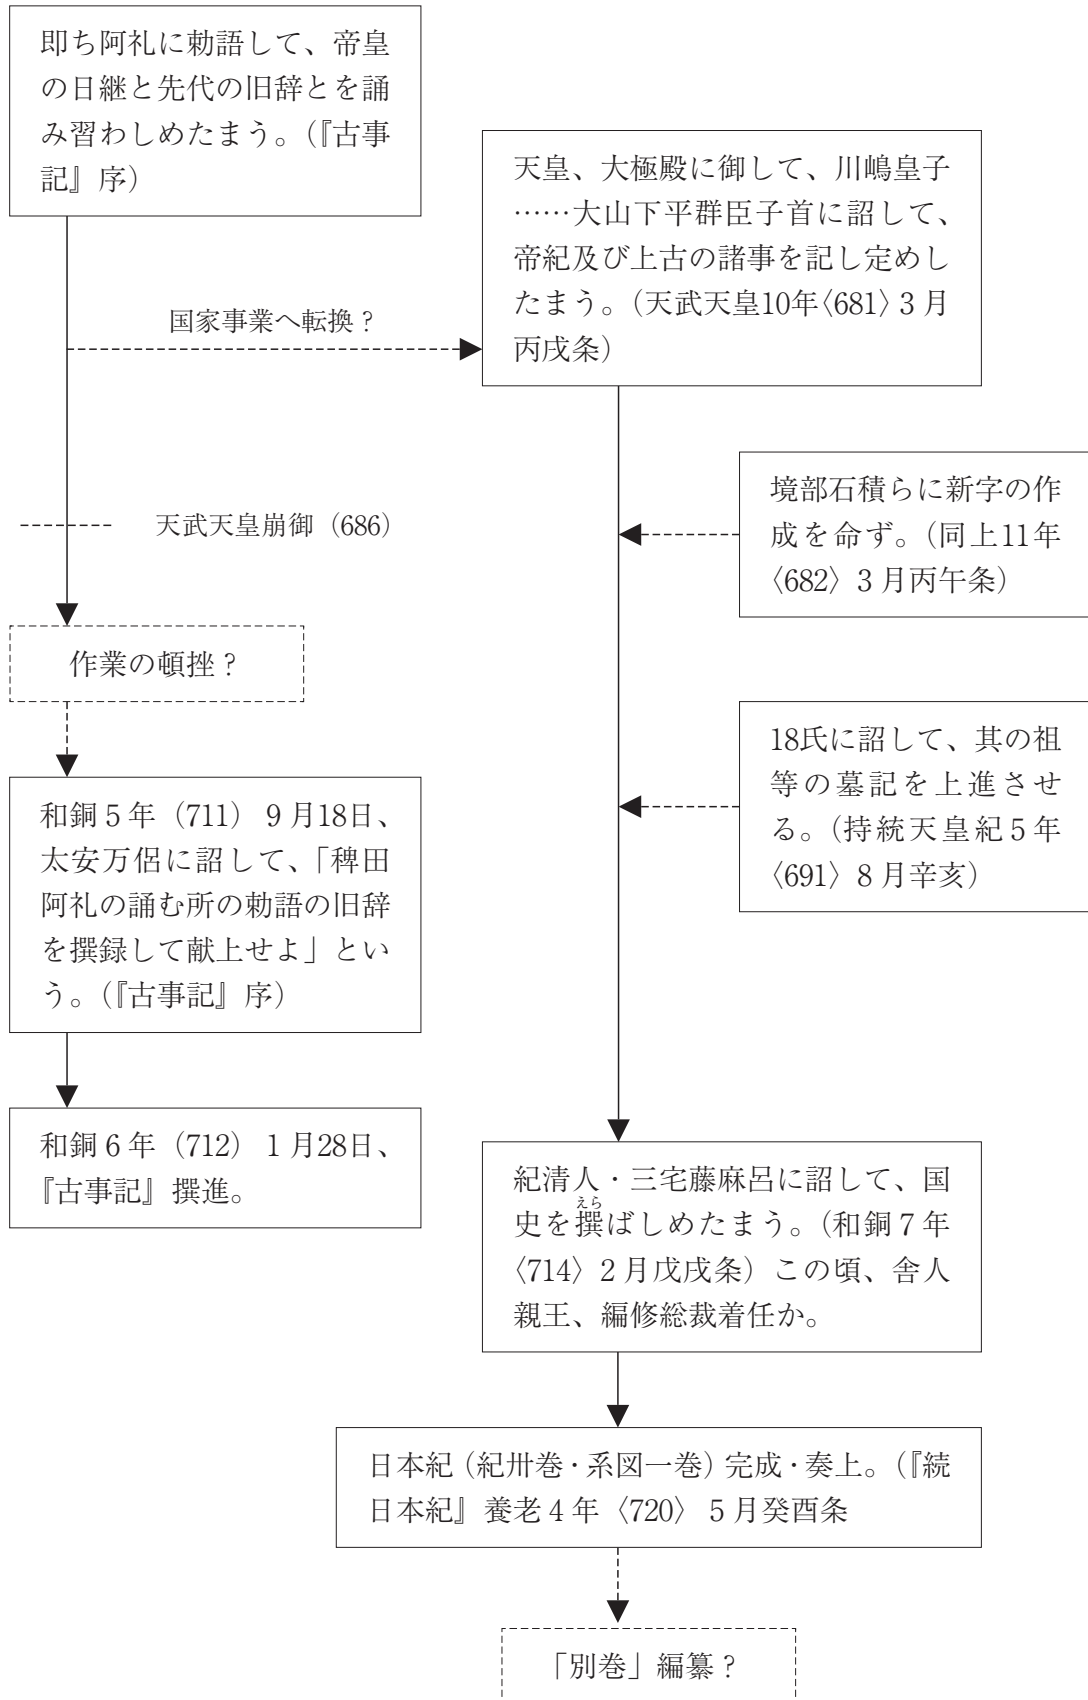 即ち阿礼に勅語して、帝皇
の日継と先代の旧辞とを誦
み習わしめたまう。（『古事
記』序）
天皇、大極殿に御して、川嶋皇子
……大山下平群臣子首に詔して、
帝紀及び上古の諸事を記し定めし
たまう。（天武天皇10年〈681〉3月
丙戌条）
国家事業へ転換？
境部石積らに新字の作
成を命ず。（同上11年
〈682〉3月丙午条）
天武天皇崩御（686）
作業の頓挫？
18氏に詔して、其の祖
等の墓記を上進させ
る。（持統天皇紀5年
〈691〉8月辛亥）
和銅5年（711）9月18日、
太安万侶に詔して、「稗田
阿礼の誦む所の勅語の旧辞
を撰録して献上せよ」とい
う。（『古事記』序）
和銅6年（712）1月28日、
『古事記』撰進。
紀清人・三宅藤麻呂に詔して、国
えら
史を撰ばしめたまう。（和銅7年
〈714〉2月戊戌条）この頃、舎人
親王、編修総裁着任か。
日本紀（紀卅巻・系図一巻）完成・奏上。（『続
日本紀』養老4年〈720〉5月癸酉条
「別巻」編纂？